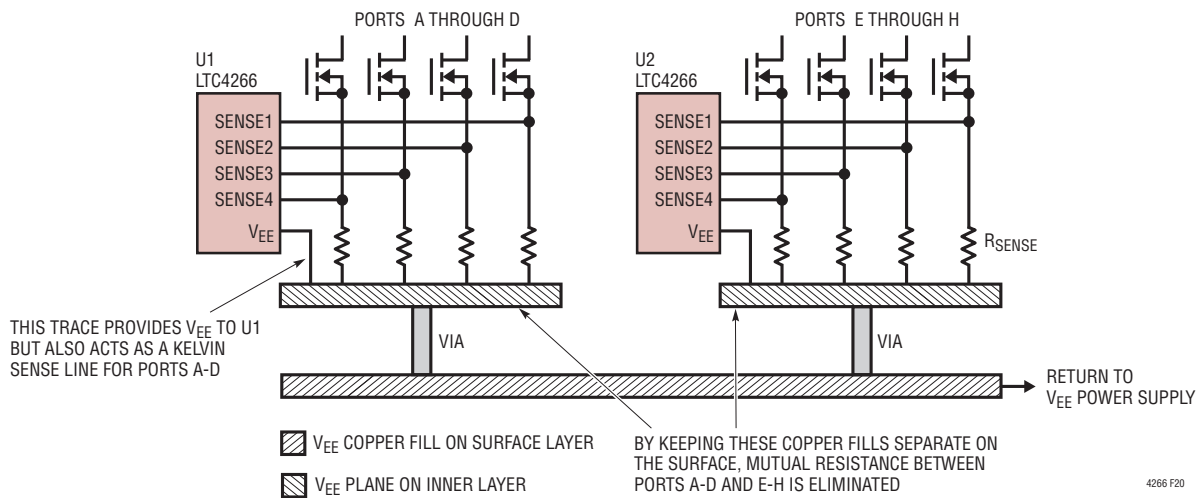 PORTS A THROUGH D
PORTS E THROUGH H
U1
LTC4266
SENSE1
SENSE2
SENSE3
SENSE4
VEE
U2
LTC4266
SENSE1
SENSE2
SENSE3
SENSE4
VEE
RSENSE
THIS TRACE PROVIDES VEE TO U1
BUT ALSO ACTS AS A KELVIN
SENSE LINE FOR PORTS A-D
VIA
VIA
RETURN TO
VEE POWER SUPPLY
VEE COPPER FILL ON SURFACE LAYER
VEE PLANE ON INNER LAYER
BY KEEPING THESE COPPER FILLS SEPARATE ON
THE SURFACE, MUTUAL RESISTANCE BETWEEN
PORTS A-D AND E-H IS ELIMINATED
4266 F20